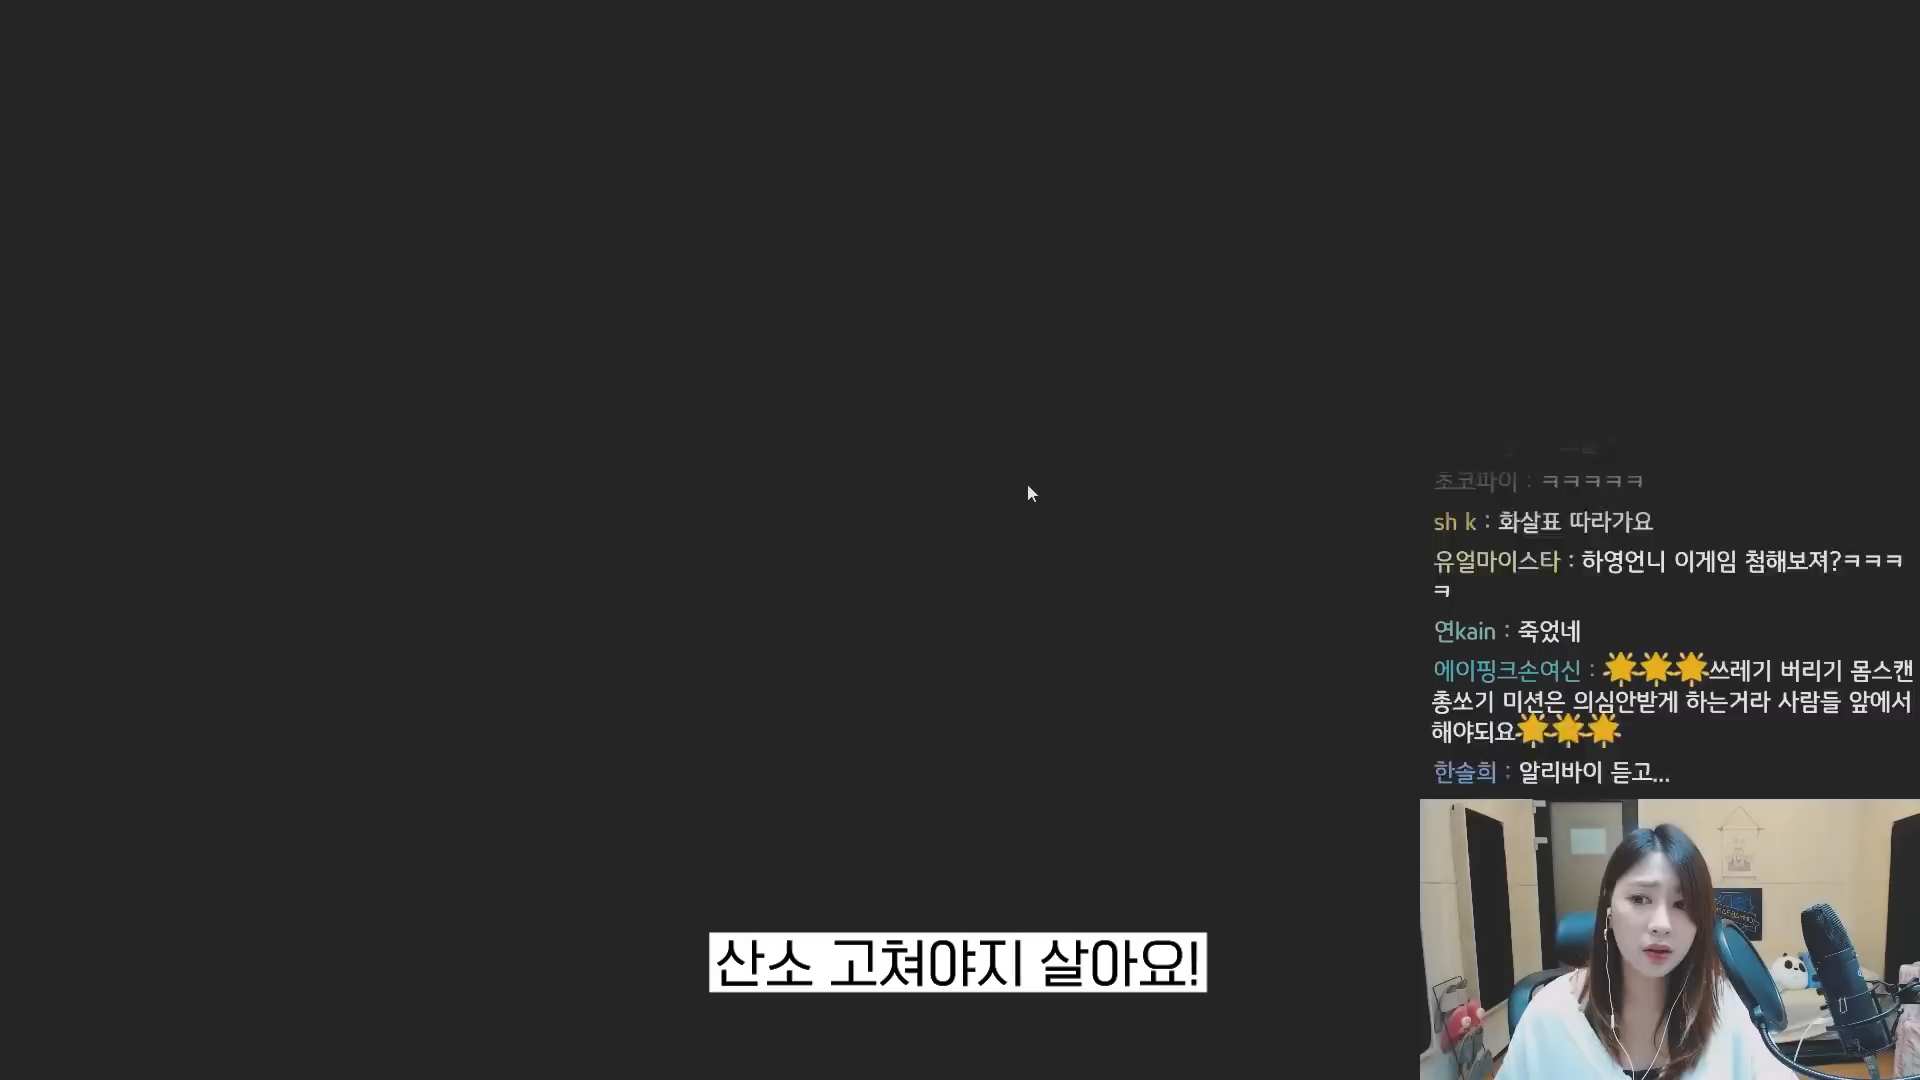 초코파이 : ㅋㅋㅋㅋㅋ
sh k : 화살표 따라가요
유얼마이스타 : 하영언니 이게임 첨해보져?ㅋㅋㅋ
ㅋ
연kain : 죽었네
에이핑크손여신 : 🌟🌟🌟쓰레기 버리기 몸스캔
총쏘기 미션은 의심안받게 하는거라 사람들 앞에서
해야되요🌟🌟🌟
한솔희 : 알리바이 듣고...
산소 고쳐야지 살아요!